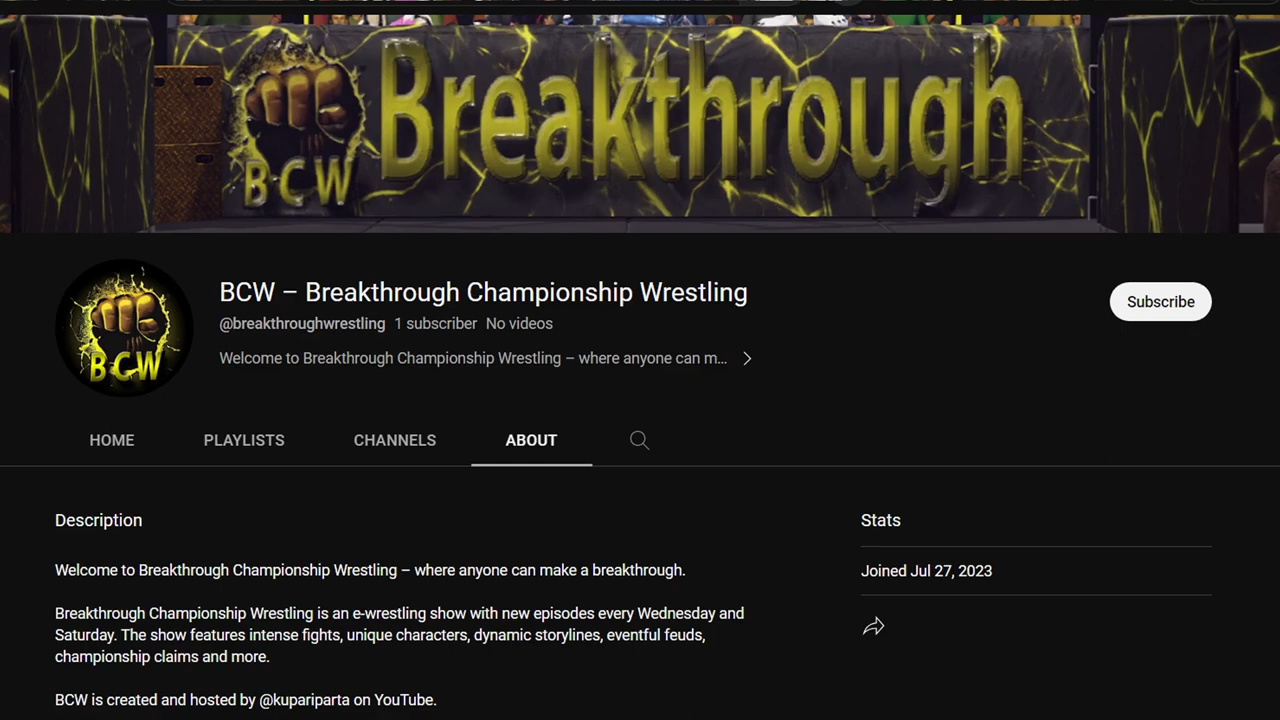 BCW
Breakthrough
BCW
BCW – Breakthrough Championship Wrestling
@breakthroughwrestling 1 subscriber No videos
Subscribe
Welcome to Breakthrough Championship Wrestling – where anyone can m...
HOME PLAYLISTS CHANNELS ABOUT
Description
Welcome to Breakthrough Championship Wrestling – where anyone can make a breakthrough.
Breakthrough Championship Wrestling is an e-wrestling show with new episodes every Wednesday and
Saturday. The show features intense fights, unique characters, dynamic storylines, eventful feuds,
championship claims and more.
BCW is created and hosted by @kupariparta on YouTube.
Stats
Joined Jul 27, 2023